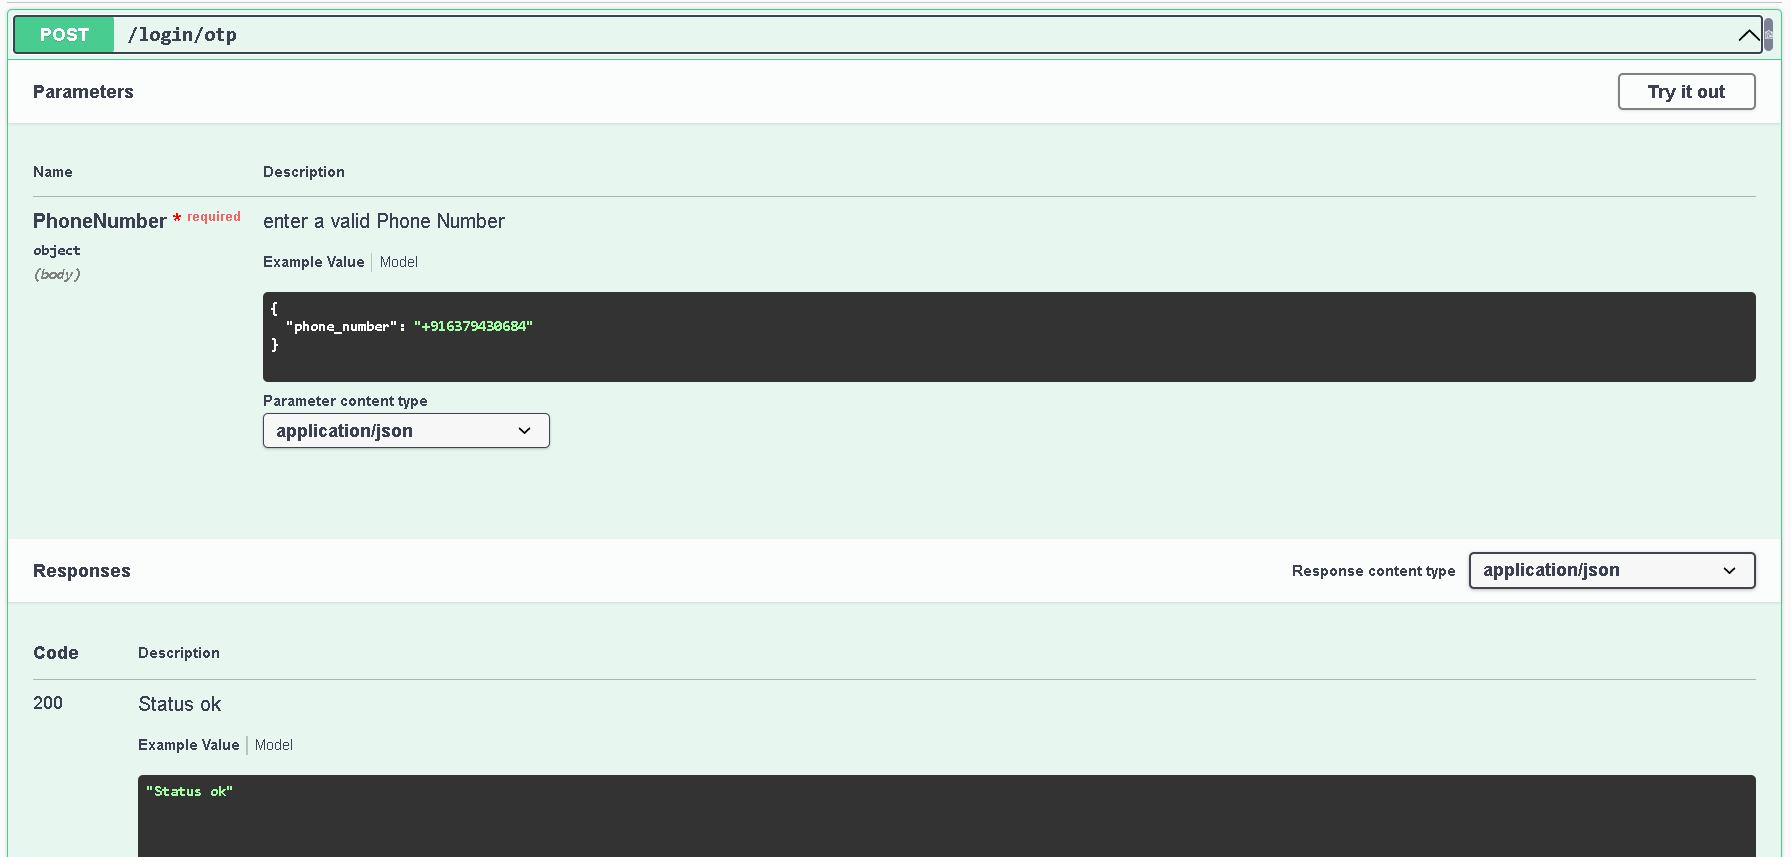 POST /login/otp
Parameters
Try it out
Name Description
PhoneNumber * required enter a valid Phone Number
object
(body)
Example Value Model
{
"phone_number": "+916379430684"
}
Parameter content type
application/json
Responses
Response content type application/json
Code Description
200 Status ok
Example Value Model
"Status ok"